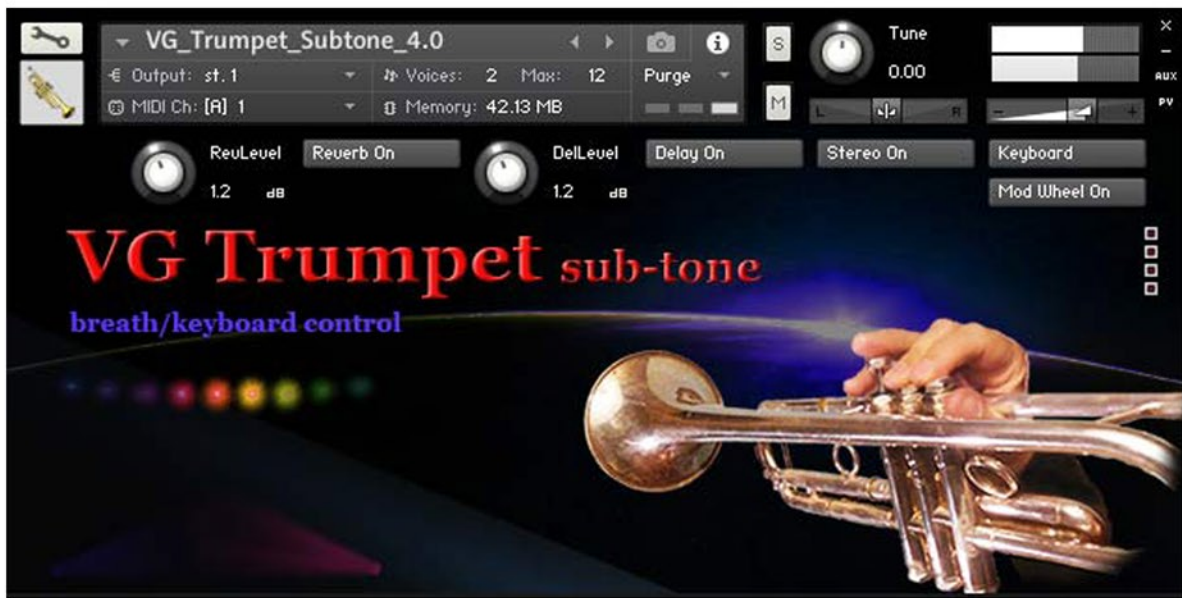 VG_Trumpet_Subtone_4.0
Output: st. 1
Voices: 2 Max: 12
Purge
MIDI Ch: [A] 1
Memory: 42.13 MB
S
M
Tune
0.00
L
R
-
+
×
-
AUX
PV
RevLevel
1.2 dB
Reverb On
DelLevel
1.2 dB
Delay On
Stereo On
Keyboard
Mod Wheel On
VG Trumpet sub-tone
breath/keyboard control